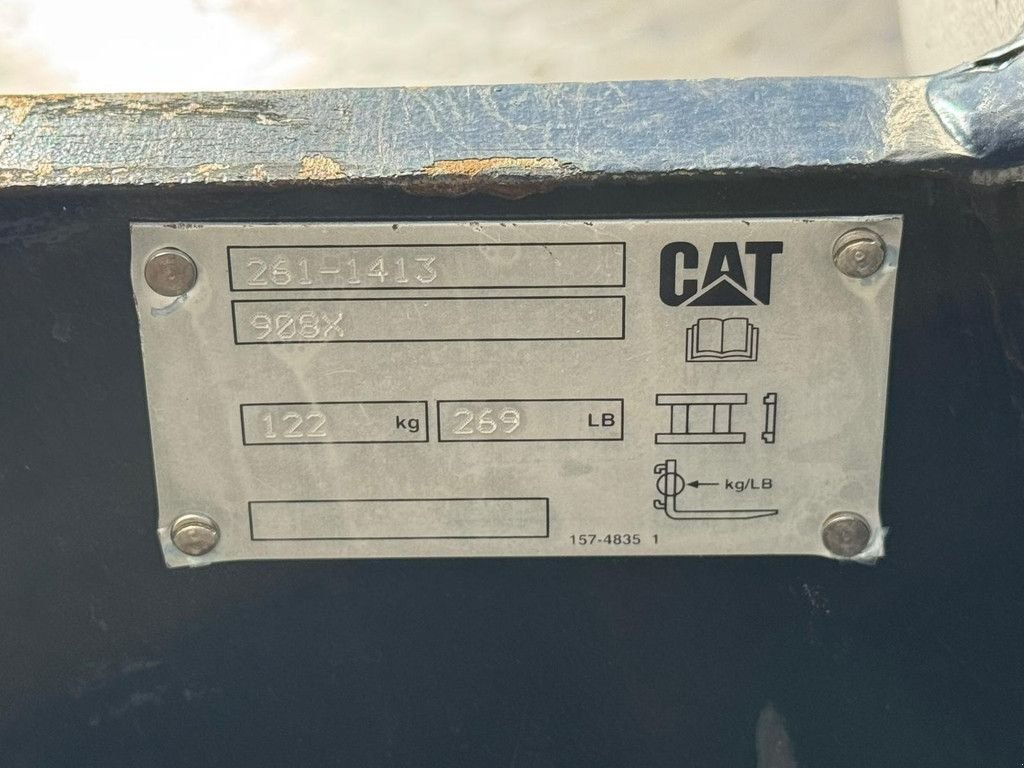 261-1413
CAT
908X
122 kg 269 LB
kg/LB
157-4835 1